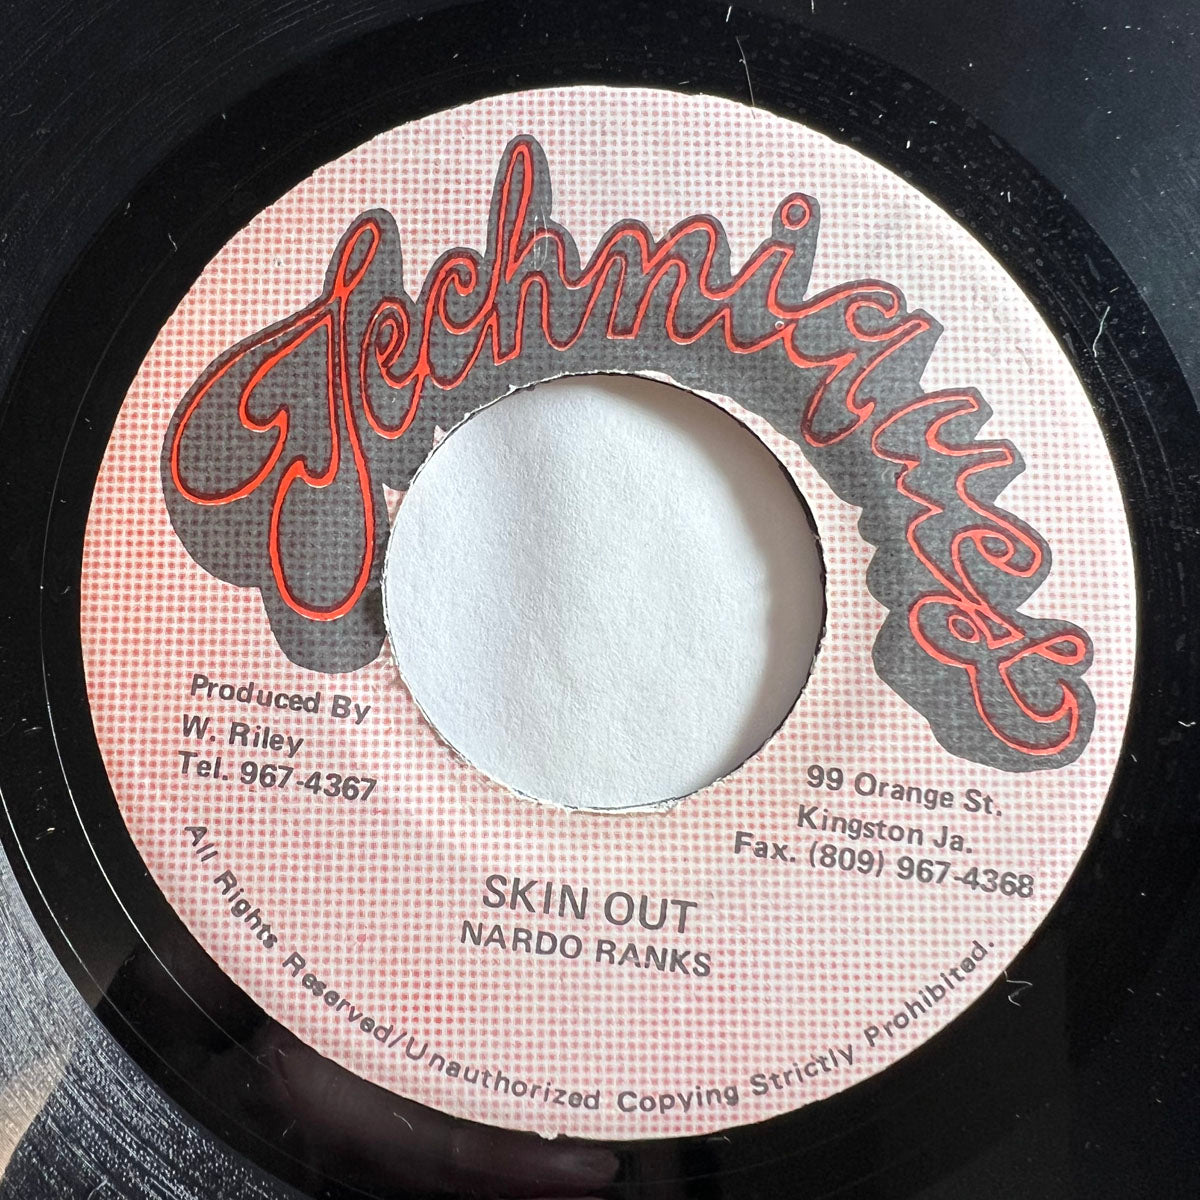 Techniques
Produced By
W. Riley
Tel. 967-4367
99 Orange St.
Kingston Ja.
Fax. (809) 967-4368
SKIN OUT
NARDO RANKS
All Rights Reserved/Unauthorized Copying Strictly Prohibited.